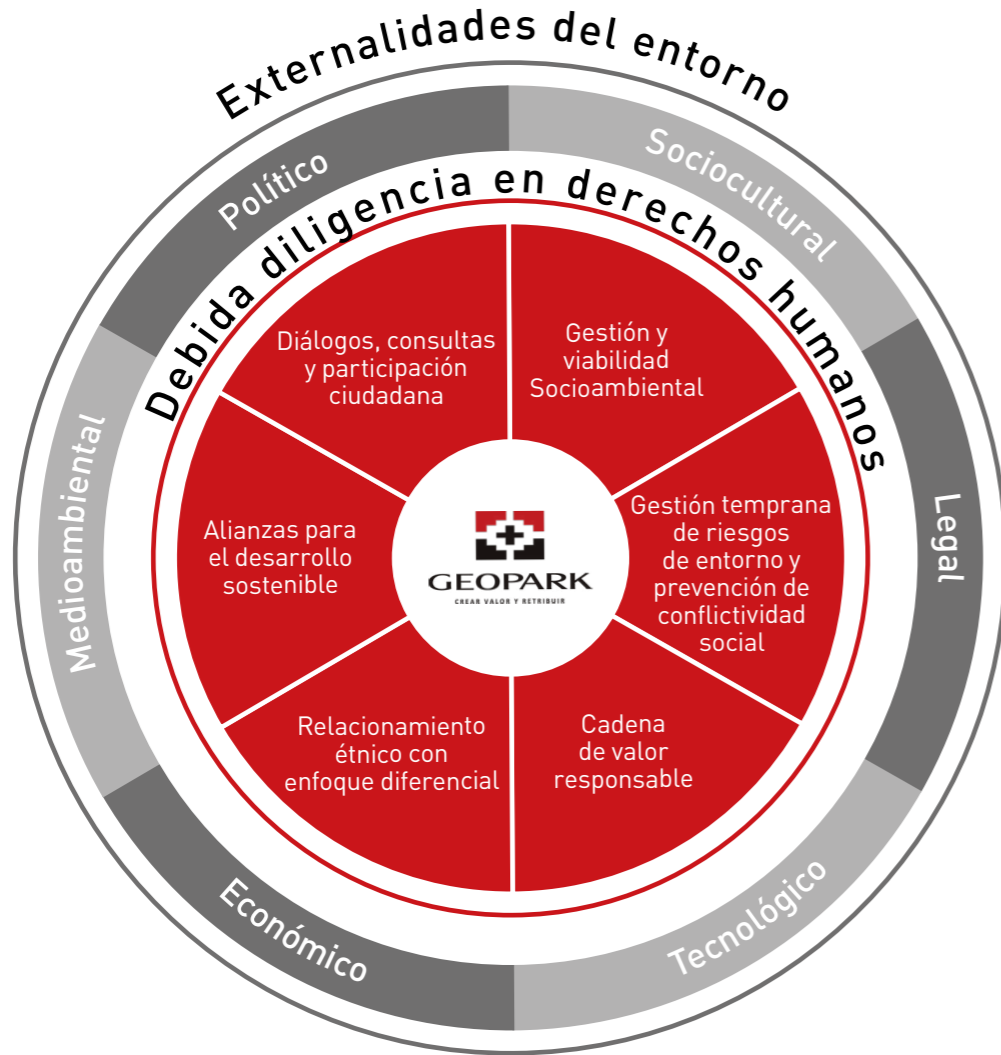 Externalidades del entorno
Político
Sociocultural
Legal
Tecnológico
Económico
Medioambiental
Debida diligencia en derechos humanos
Diálogos, consultas
y participación
ciudadana
Gestión y
viabilidad
Socioambiental
Gestión temprana
de riesgos
de entorno y
prevención de
conflictividad
social
Cadena
de valor
responsable
Relacionamiento
étnico con
enfoque diferencial
Alianzas para
el desarrollo
sostenible
GEOPARK
CREAR VALOR Y RETRIBUIR